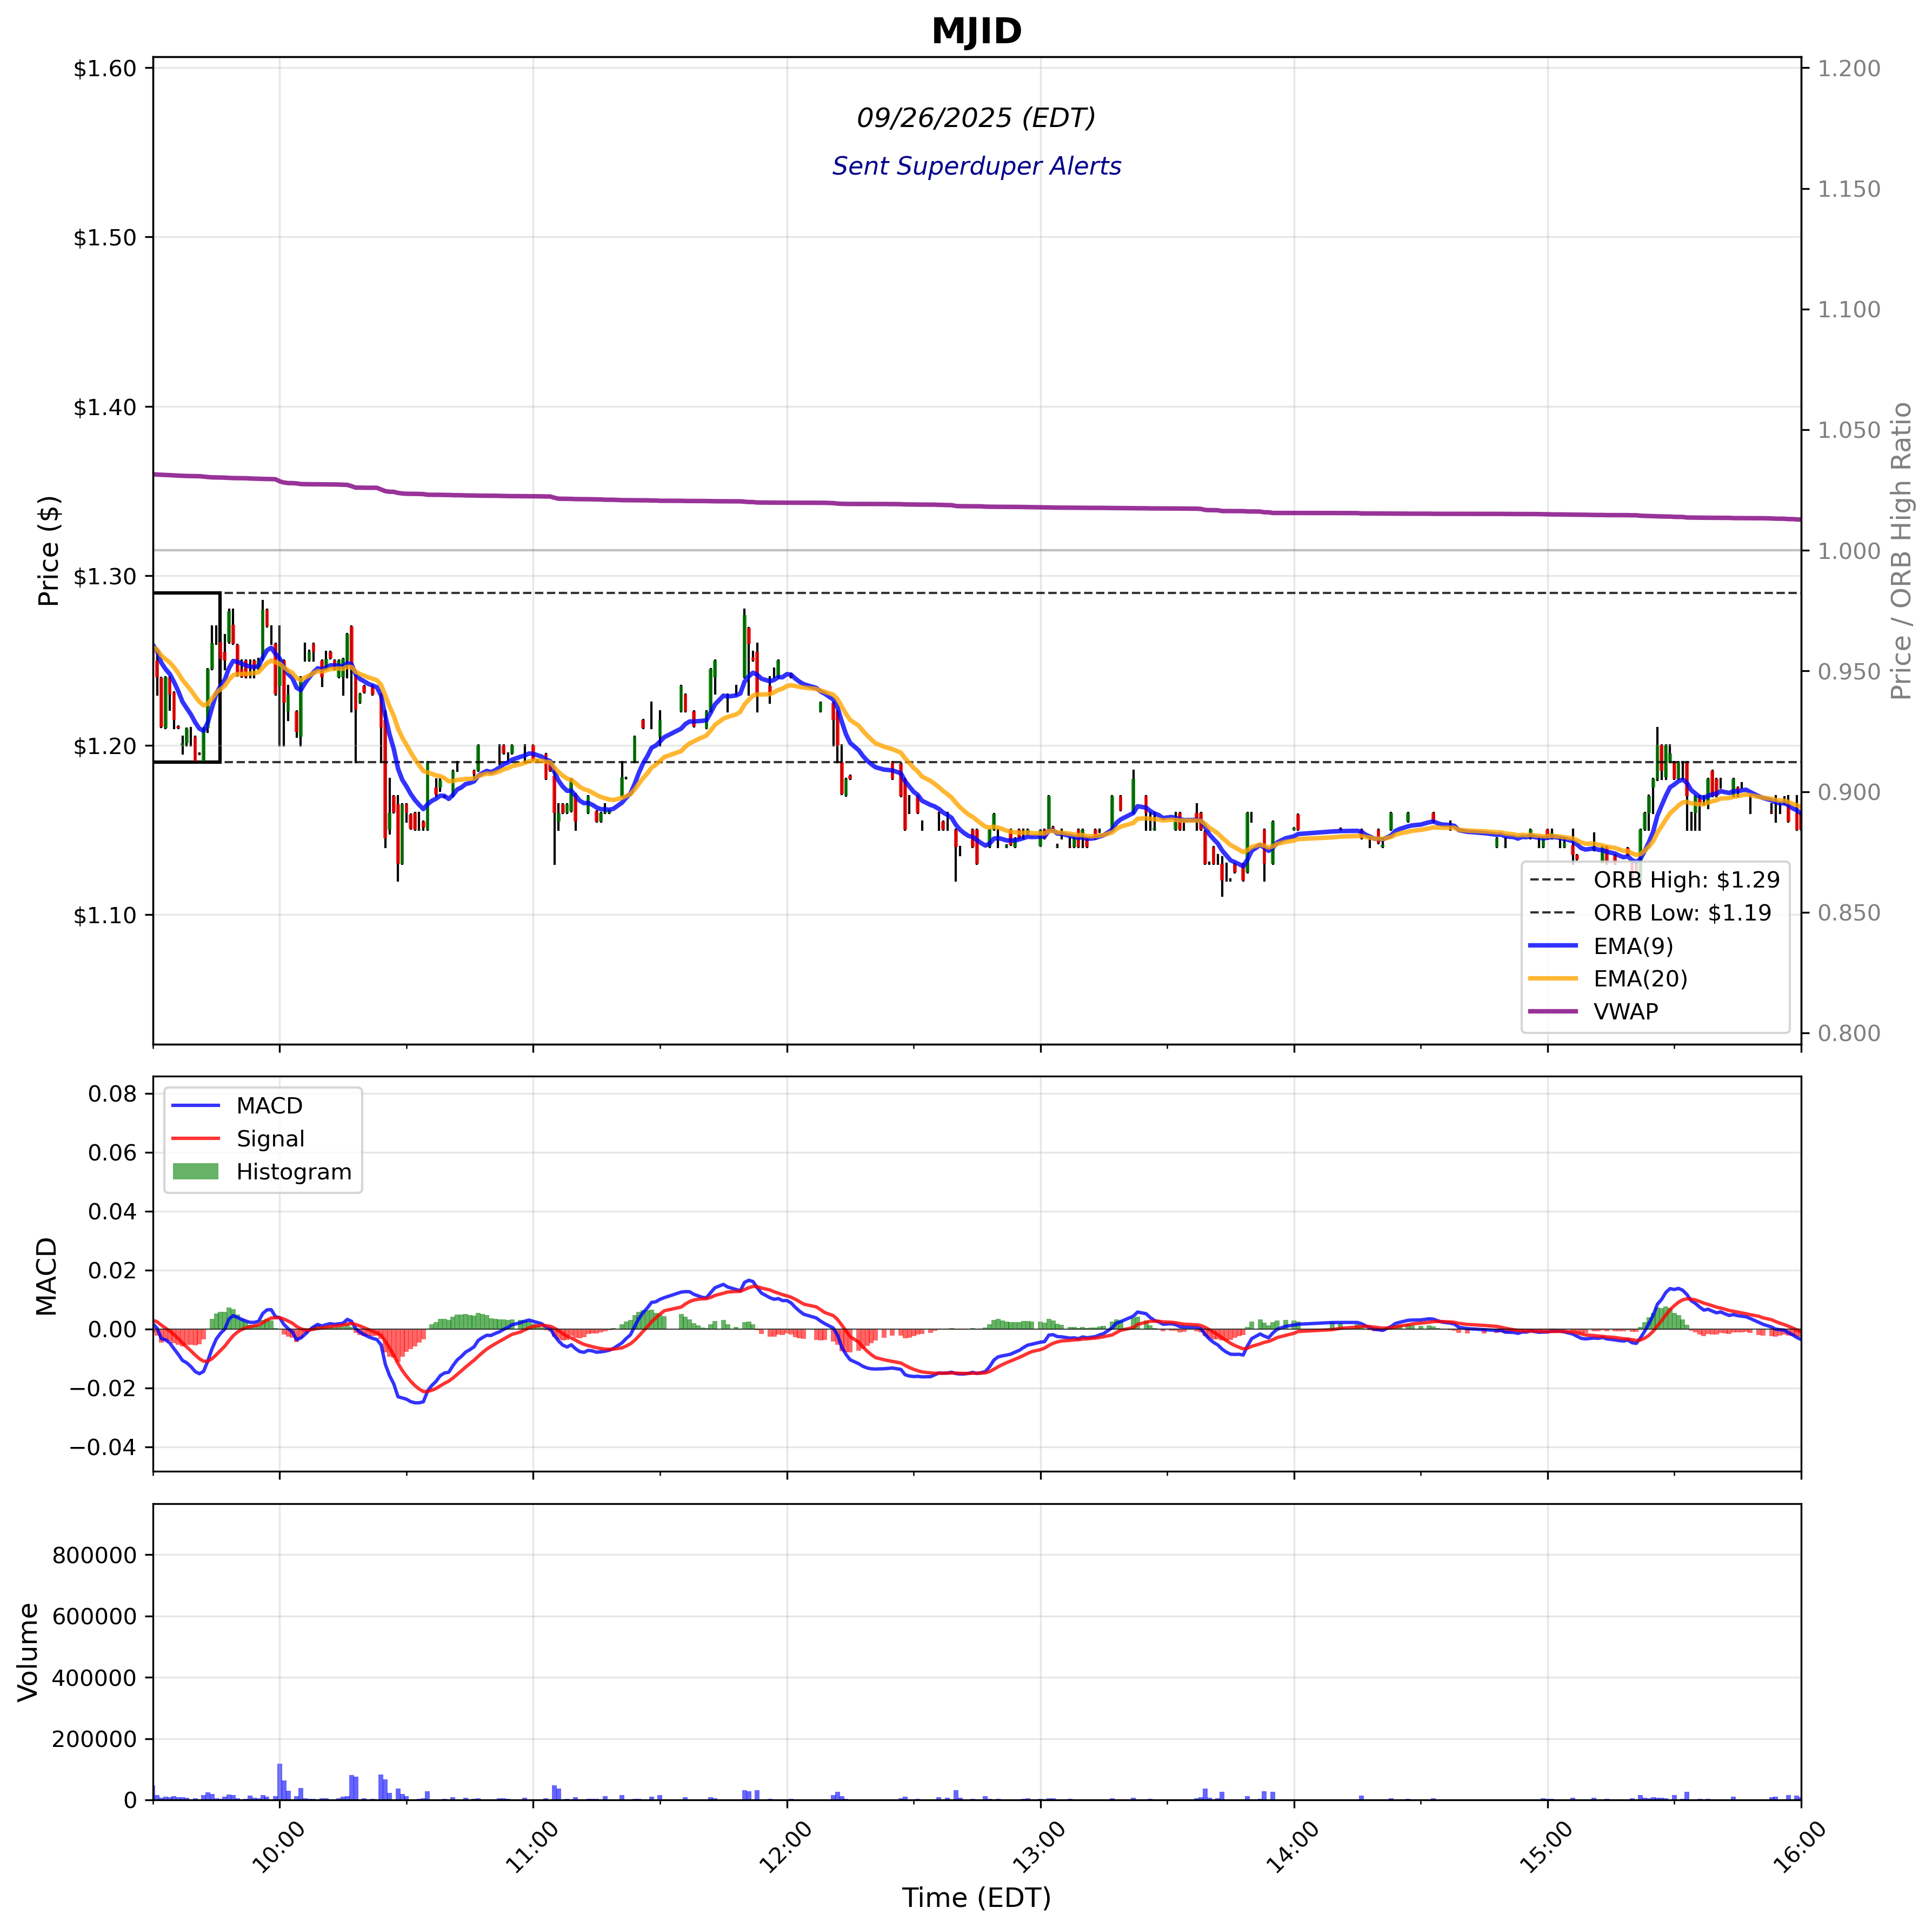 MJID
09/26/2025 (EDT)
Sent Superduper Alerts
Price ($)
$1.60
$1.50
$1.40
$1.30
$1.20
$1.10
Price / ORB High Ratio
1.200
1.150
1.100
1.050
1.000
0.950
0.900
0.850
0.800
ORB High: $1.29
ORB Low: $1.19
EMA(9)
EMA(20)
VWAP
MACD
0.08
0.06
0.04
0.02
0.00
−0.02
−0.04
MACD
Signal
Histogram
Volume
800000
600000
400000
200000
0
10:00
11:00
12:00
13:00
14:00
15:00
16:00
Time (EDT)